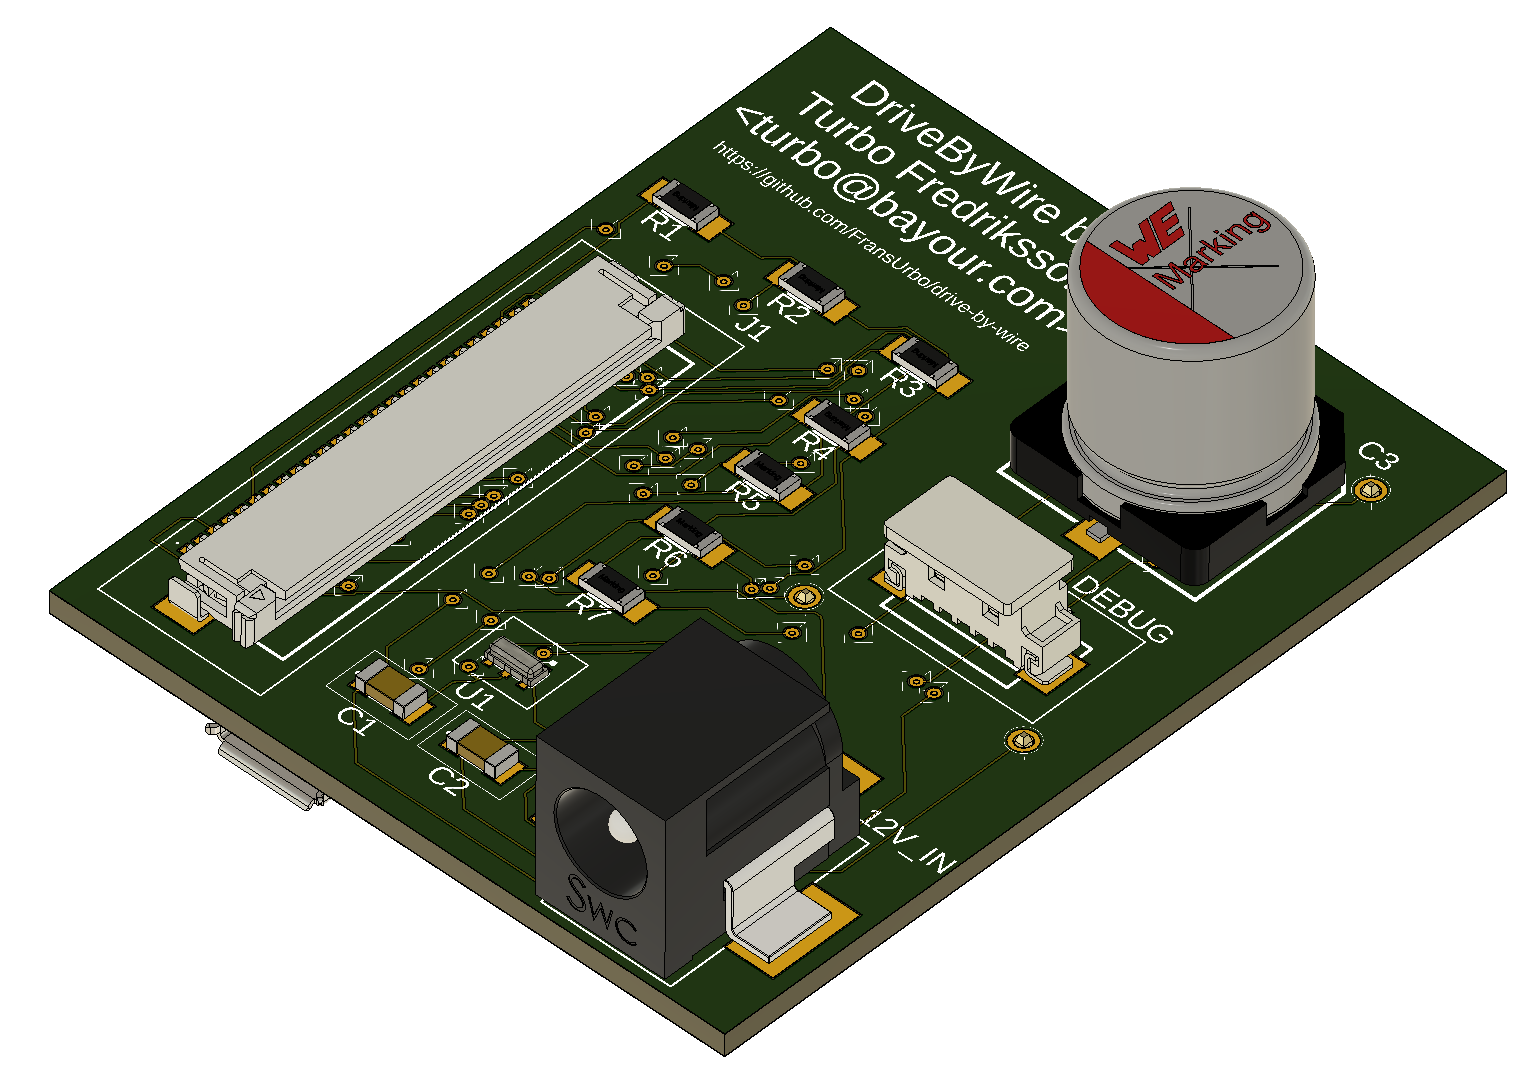 DriveByWire b
Turbo Fredriksso
<turbo@bayour.com>
https://github.com/FransUrbo/drive-by-wire
WE
Marking
R1
R2
J1
R3
R4
C3
R5
R6
R7
DEBUG
U1
C1
C2
12V_IN
SWC